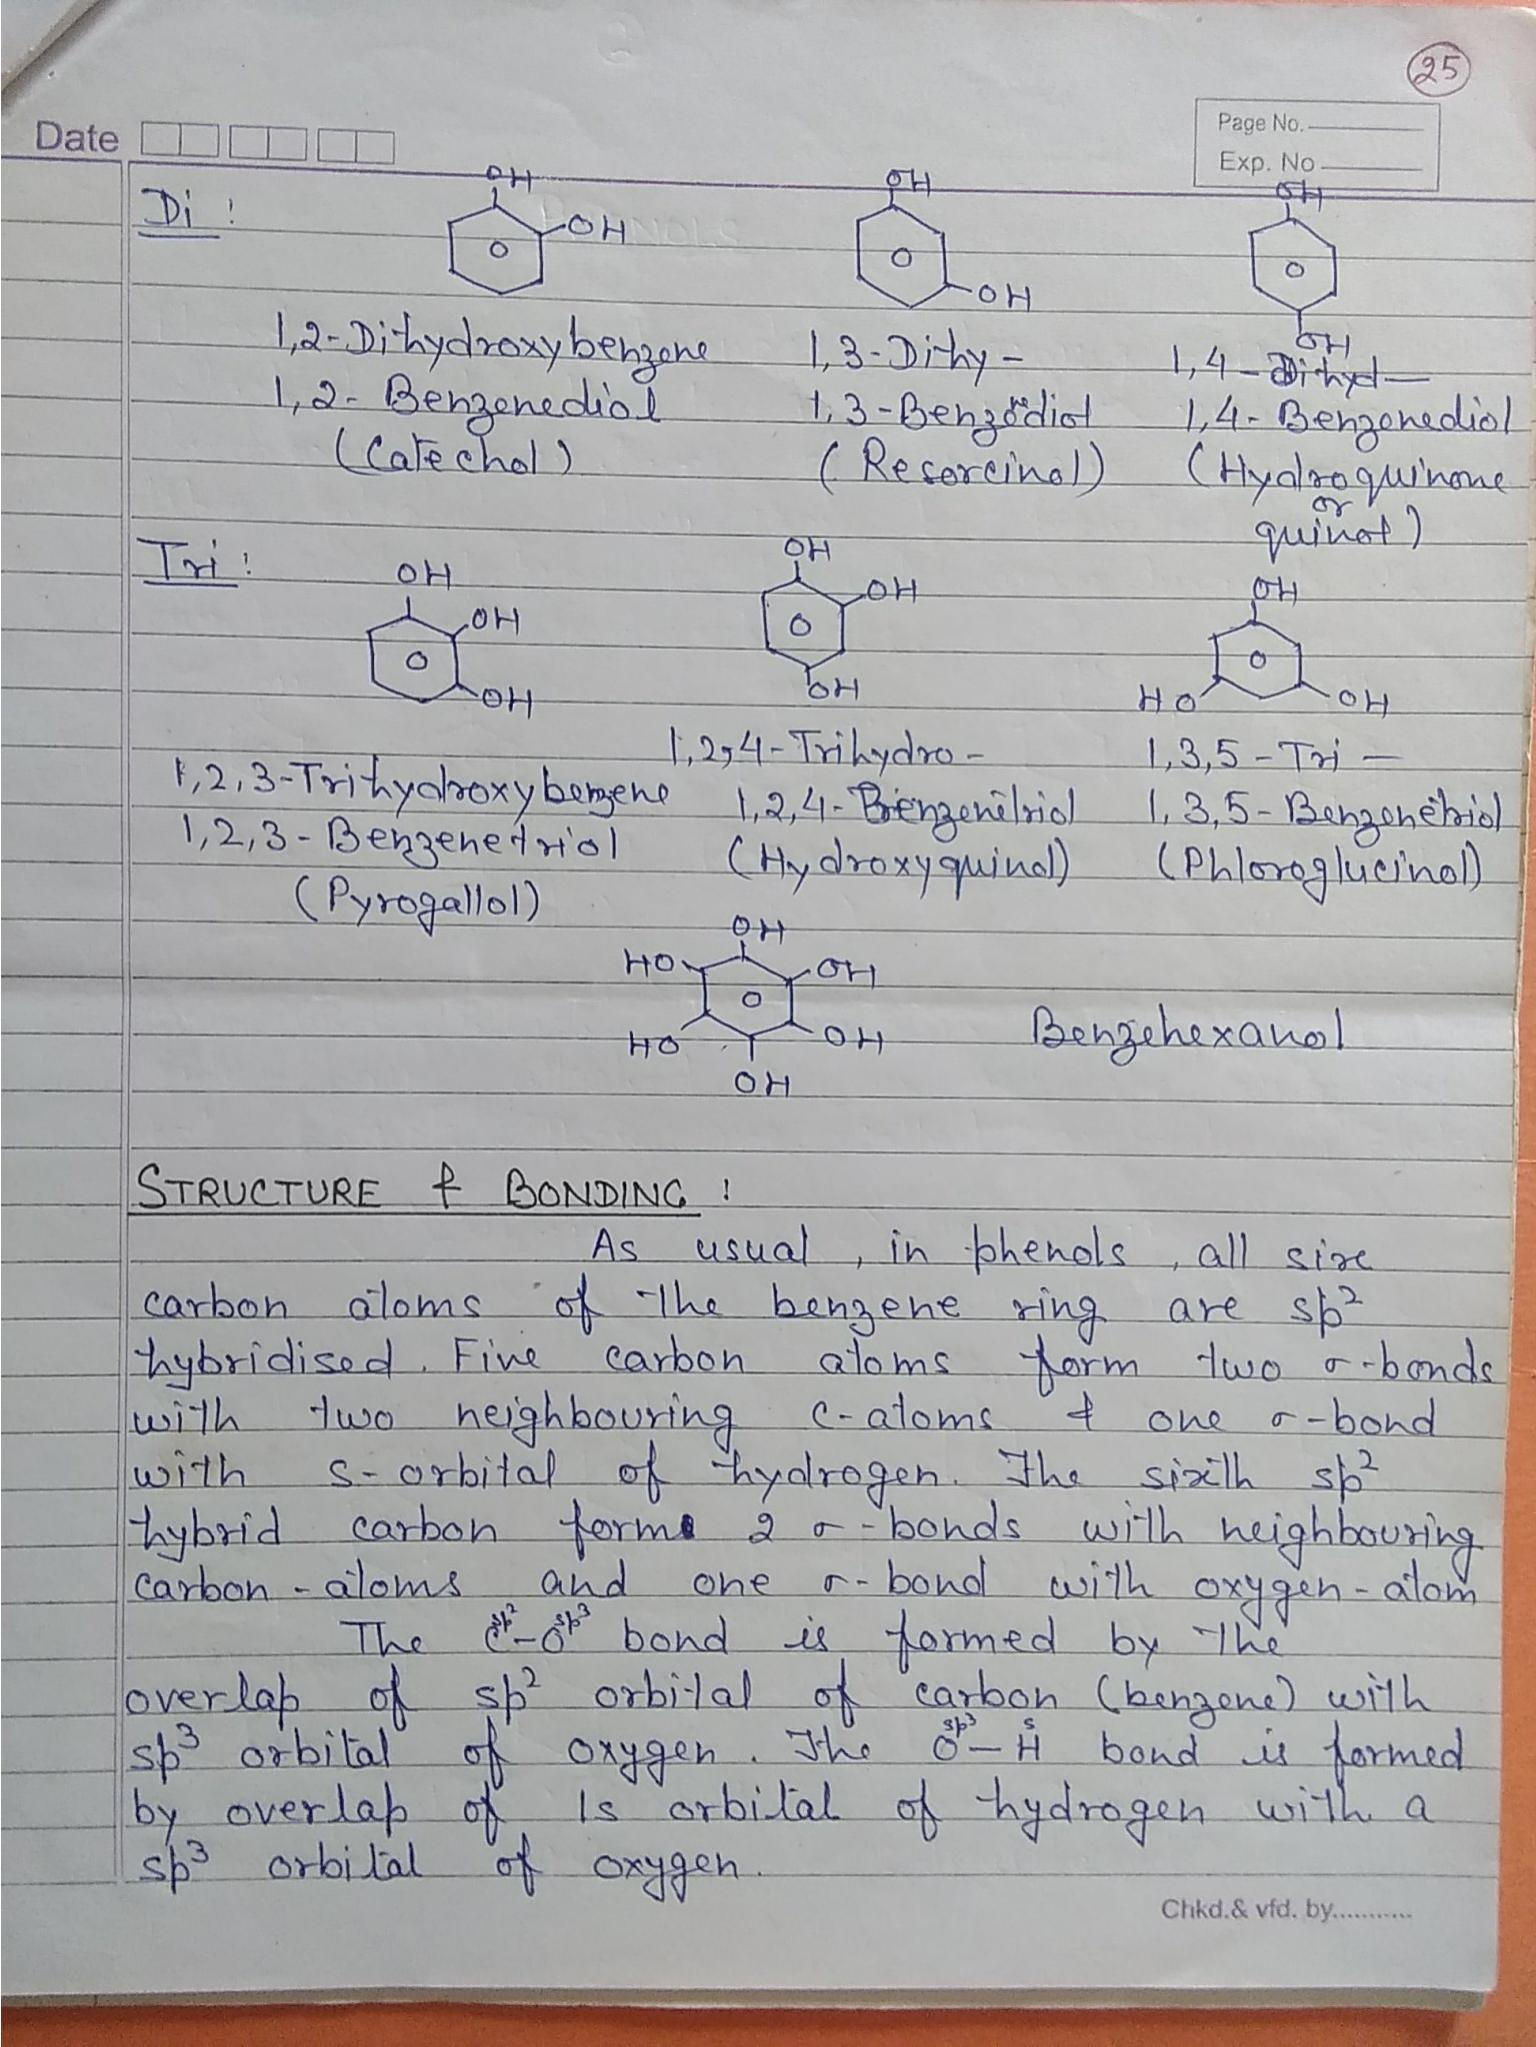 25
Date
Page No.
Exp. No
Di :
OH
OH
OH
OH
OH
OH
1,2-Dihydroxybenzene
1,2-Benzenediol
(Catechol)
1,3-Dihy-
1,3-Benznediol
(Resorcinol)
1,4-Dihyd-
1,4-Benzenediol
(Hydroquinone
or
quinol)
Tri :
OH
OH
OH
OH
OH
OH
OH
HO
OH
1,2,3-Trihydroxybenzene
1,2,3-Benzenetriol
(Pyrogallol)
1,2,4-Trihydro-
1,2,4-Benzenetriol
(Hydroxyquinol)
1,3,5-Tri-
1,3,5-Benzenetriol
(Phloroglucinol)
OH
HO
OH
HO
OH
OH
Benzehexanol
STRUCTURE & BONDING :
As usual, in phenols, all six
carbon atoms of the benzene ring are sp²
hybridised. Five carbon atoms form two σ-bonds
with two neighbouring C-atoms & one σ-bond
with s-orbital of hydrogen. The sixth sp²
hybrid carbon forms 2 σ-bonds with neighbouring
carbon-atoms and one σ-bond with oxygen-atom
sp² sp³
The C-O bond is formed by the
overlap of sp² orbital of carbon (benzene) with
sp³ s
sp³ orbital of oxygen. The O-H bond is formed
by overlap of 1s orbital of hydrogen with a
sp³ orbital of oxygen.
Chkd.& vfd. by...........